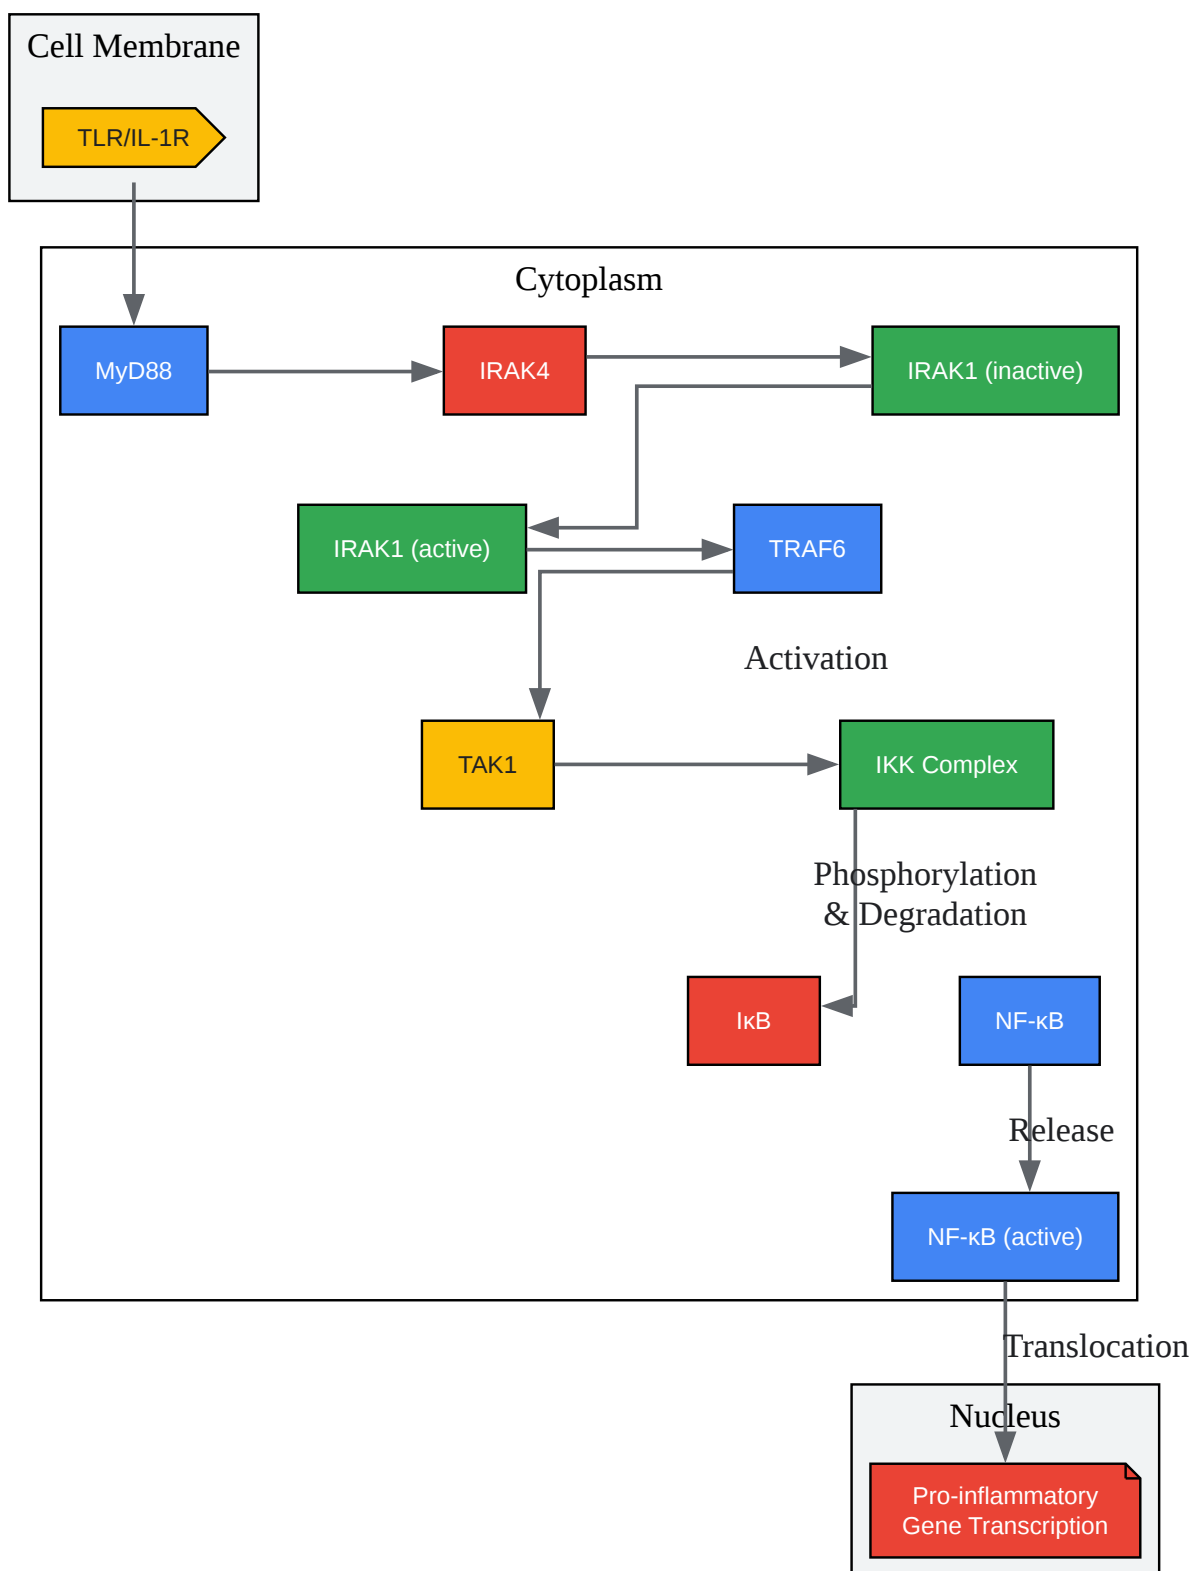 Cell Membrane
TLR/IL-1R
Cytoplasm
MyD88
IRAK4
IRAK1 (inactive)
IRAK1 (active)
TRAF6
Activation
TAK1
IKK Complex
Phosphorylation
& Degradation
IκB
NF-κB
Release
NF-κB (active)
Translocation
Nucleus
Pro-inflammatory
Gene Transcription